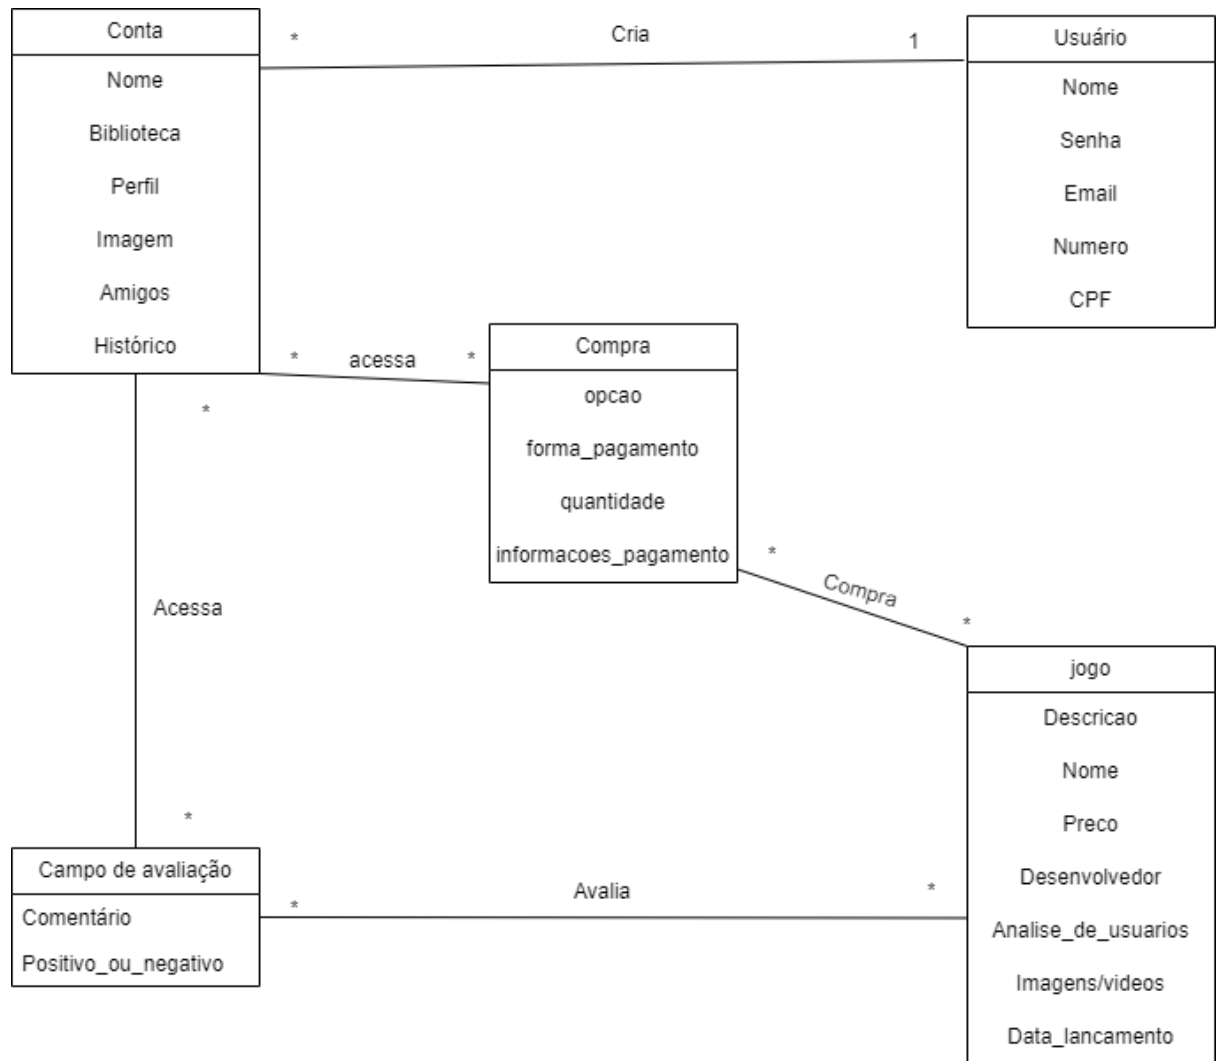 Conta
Nome
Biblioteca
Perfil
Imagem
Amigos
Histórico
*
Cria
1
Usuário
Nome
Senha
Email
Numero
CPF
*
acessa
*
Compra
opcao
forma_pagamento
quantidade
informacoes_pagamento
*
Compra
*
jogo
Descricao
Nome
Preco
Desenvolvedor
Analise_de_usuarios
Imagens/videos
Data_lancamento
*
Acessa
*
Campo de avaliação
Comentário
Positivo_ou_negativo
*
Avalia
*